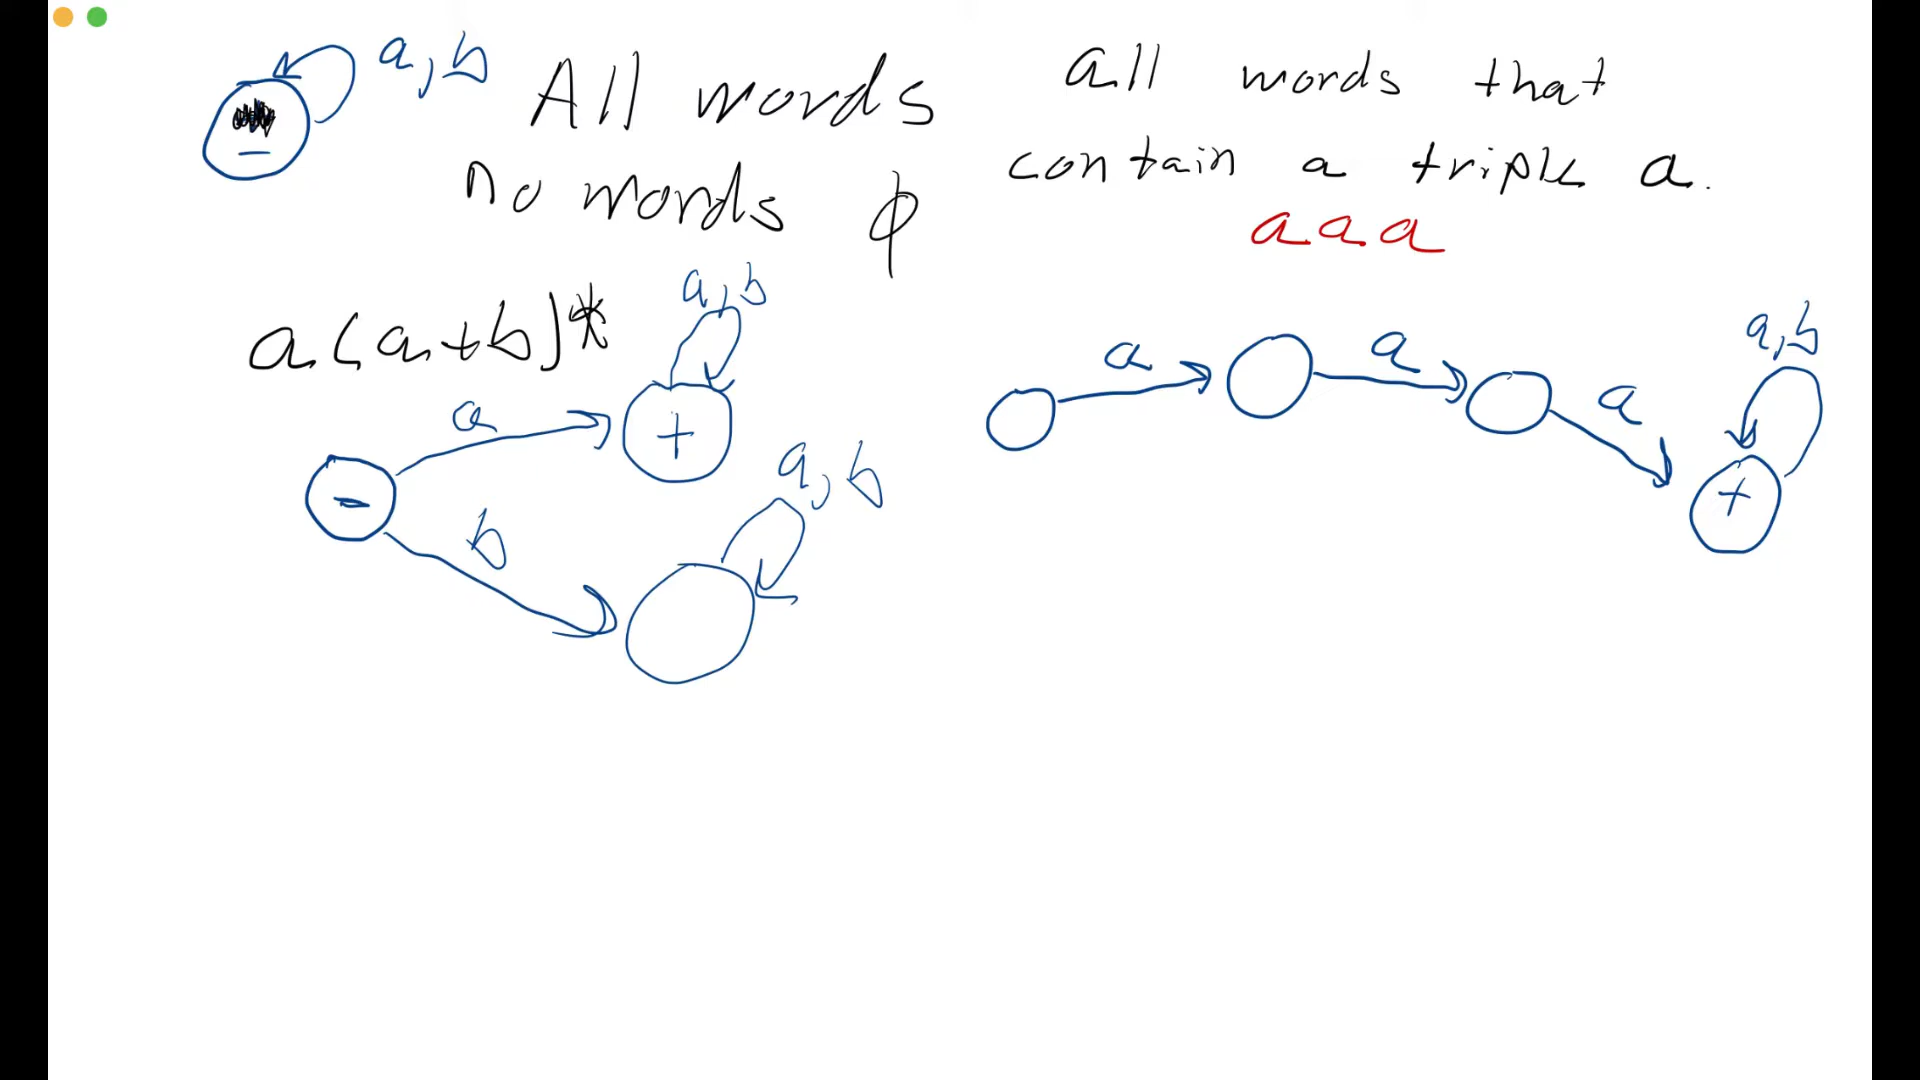 a, b
All words
no words ϕ
a(a+b)*
a, b
a
+
-
b
a, b
all words that
contain a triple a.
aaa
a
a
a
a, b
+
-